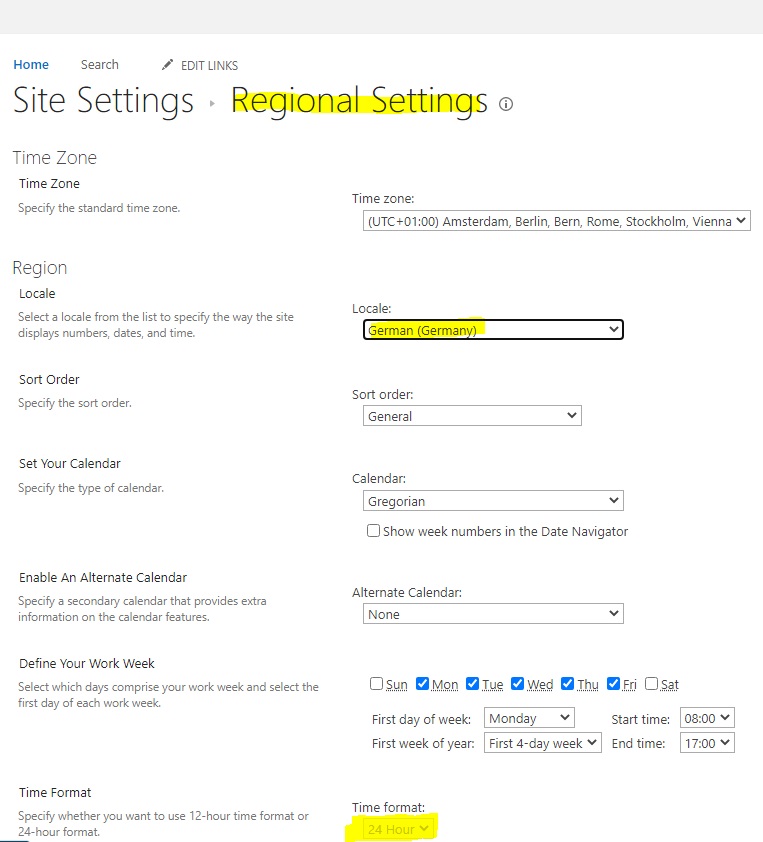 Home Search EDIT LINKS
Site Settings Regional Settings
Time Zone
Time Zone
Specify the standard time zone.
Time zone:
(UTC+01:00) Amsterdam, Berlin, Bern, Rome, Stockholm, Vienna
Region
Locale
Select a locale from the list to specify the way the site
displays numbers, dates, and time.
Locale:
German (Germany)
Sort Order
Specify the sort order.
Sort order:
General
Set Your Calendar
Specify the type of calendar.
Calendar:
Gregorian
Show week numbers in the Date Navigator
Enable An Alternate Calendar
Specify a secondary calendar that provides extra
information on the calendar features.
Alternate Calendar:
None
Define Your Work Week
Select which days comprise your work week and select the
first day of each work week.
Sun Mon Tue Wed Thu Fri Sat
First day of week: Monday Start time: 08:00
First week of year: First 4-day week End time: 17:00
Time Format
Specify whether you want to use 12-hour time format or
24-hour format.
Time format:
24 Hour